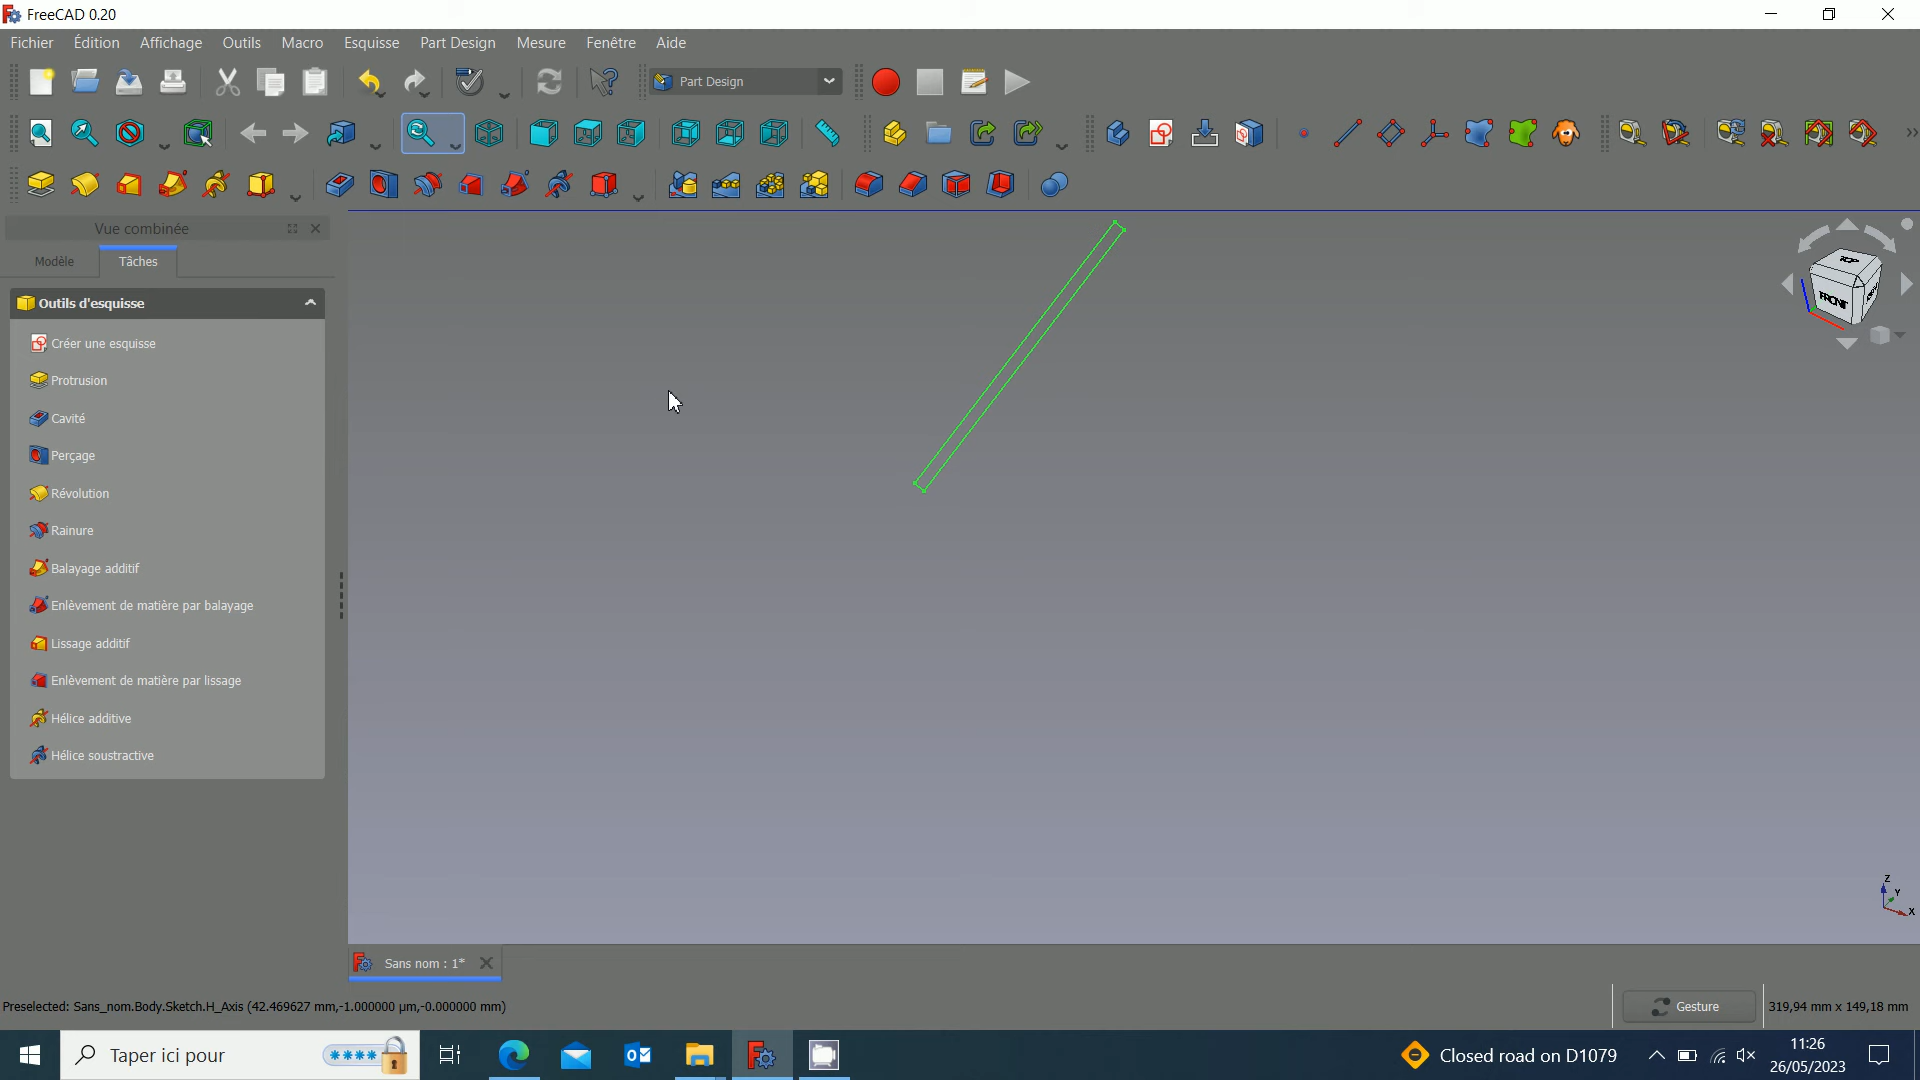 FreeCAD 0.20
Fichier Édition Affichage Outils Macro Esquisse Part Design Mesure Fenêtre Aide
Part Design
Vue combinée
Modèle Tâches
Outils d'esquisse
Créer une esquisse
Protrusion
Cavité
Perçage
Révolution
Rainure
Balayage additif
Enlèvement de matière par balayage
Lissage additif
Enlèvement de matière par lissage
Hélice additive
Hélice soustractive
TOP
FRONT
Z
Y
X
Sans nom : 1*
Preselected: Sans_nom.Body.Sketch.H_Axis (42.469627 mm,-1.000000 µm,-0.000000 mm)
Gesture
319,94 mm x 149,18 mm
Taper ici pour
Closed road on D1079
11:26
26/05/2023